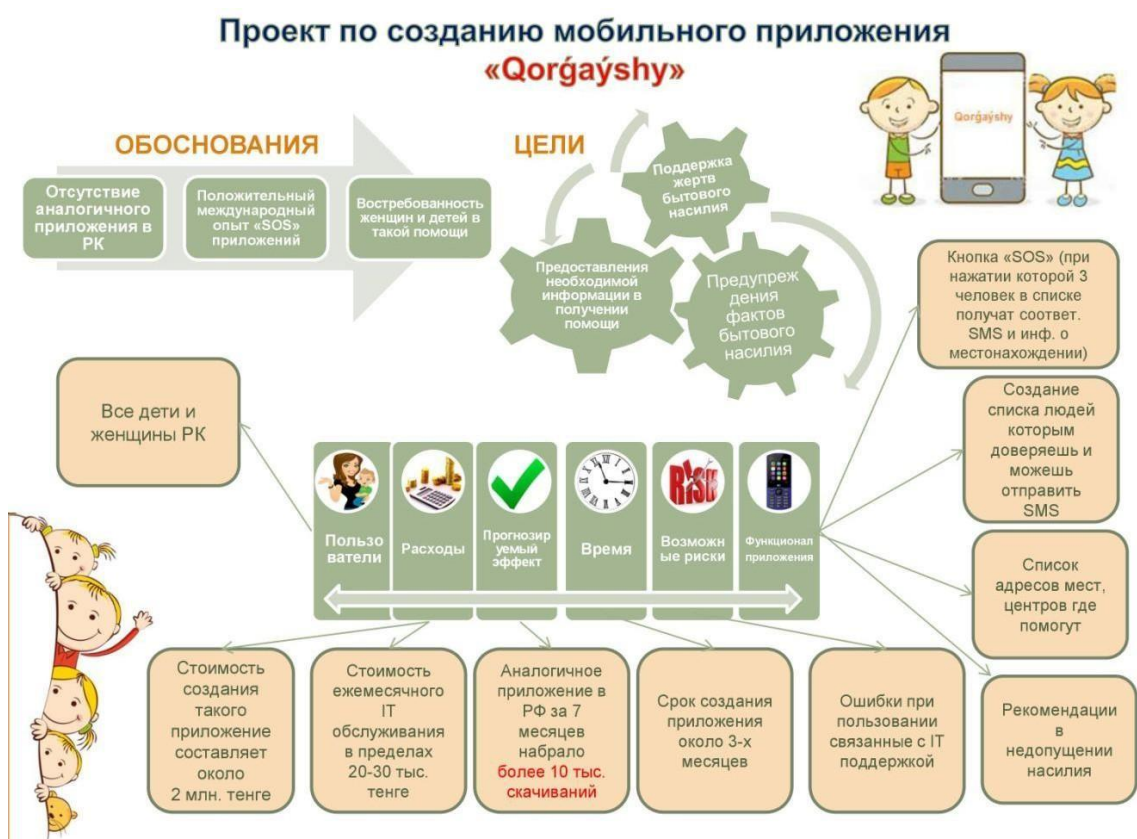 Проект по созданию мобильного приложения
«Qorǵaýshy»
Qorǵaýshy
ОБОСНОВАНИЯ
Отсутствие
аналогичного
приложения в
РК
Положительный
международный
опыт «SOS»
приложений
Востребованность
женщин и детей в
такой помощи
ЦЕЛИ
Поддержка
жертв
бытового
насилия
Предоставления
необходимой
информации в
получении
помощи
Предупреж
дения
фактов
бытового
насилия
Кнопка «SOS» (при
нажатии которой 3
человек в списке
получат соответ.
SMS и инф. о
местонахождении)
Все дети и
женщины РК
Создание
списка людей
которым
доверяешь и
можешь
отправить
SMS
RISK
Пользо
ватели
Расходы
Прогнозир
уемый
эффект
Время
Возможн
ые риски
Функционал
приложения
Список
адресов мест,
центров где
помогут
Стоимость
создания
такого
приложение
составляет
около
2 млн. тенге
Стоимость
ежемесячного
IT
обслуживания
в пределах
20-30 тыс.
тенге
Аналогичное
приложение в
РФ за 7
месяцев
набрало
более 10 тыс.
скачиваний
Срок создания
приложения
около 3-х
месяцев
Ошибки при
пользовании
связанные с IT
поддержкой
Рекомендации
в
недопущении
насилия